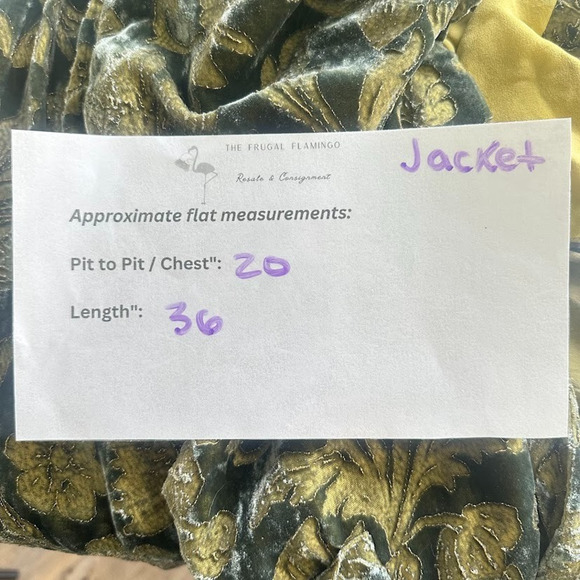 THE FRUGAL FLAMINGO
Resale & Consignment
Jacket
Approximate flat measurements:
Pit to Pit / Chest": 20
Length": 36